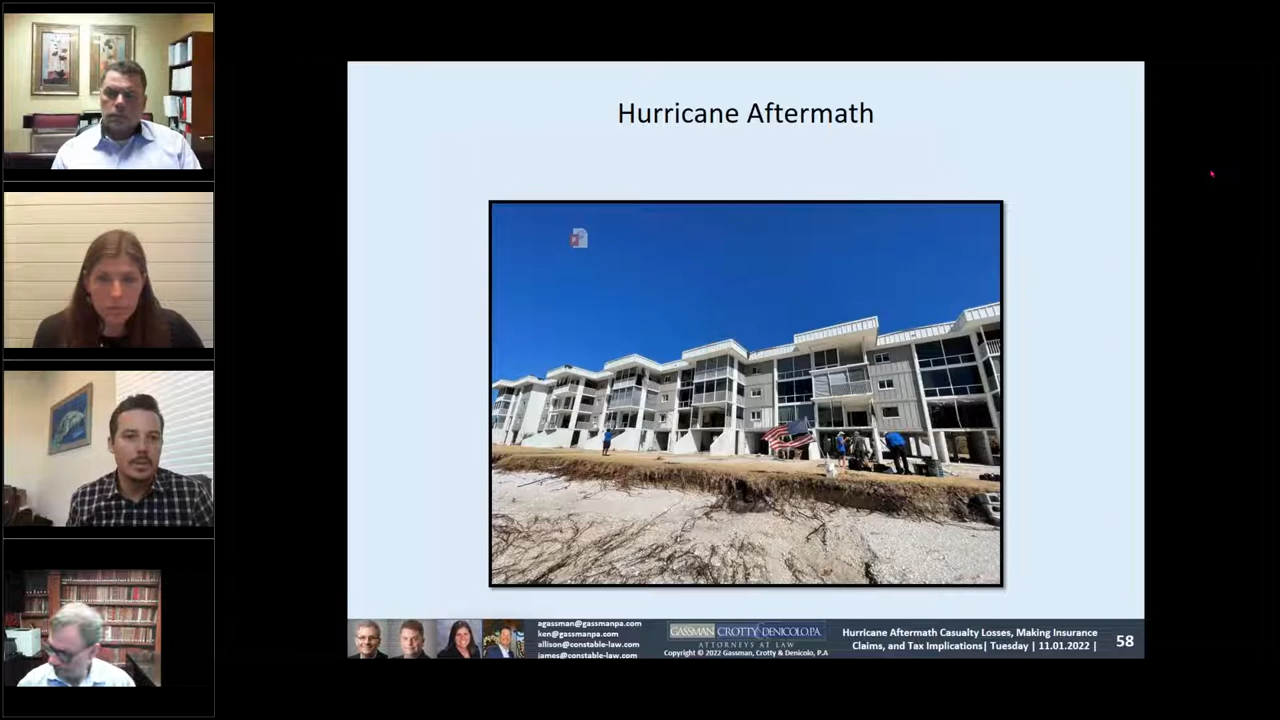 Hurricane Aftermath
agassman@gassmanpa.com
ken@gassmanpa.com
allison@constable-law.com
james@constable-law.com
GASSMAN CROTTY & DENICOLO, P.A.
ATTORNEYS AT LAW
Copyright © 2022 Gassman, Crotty & Denicolo, P.A
Hurricane Aftermath Casualty Losses, Making Insurance
Claims, and Tax Implications| Tuesday | 11.01.2022 |
58